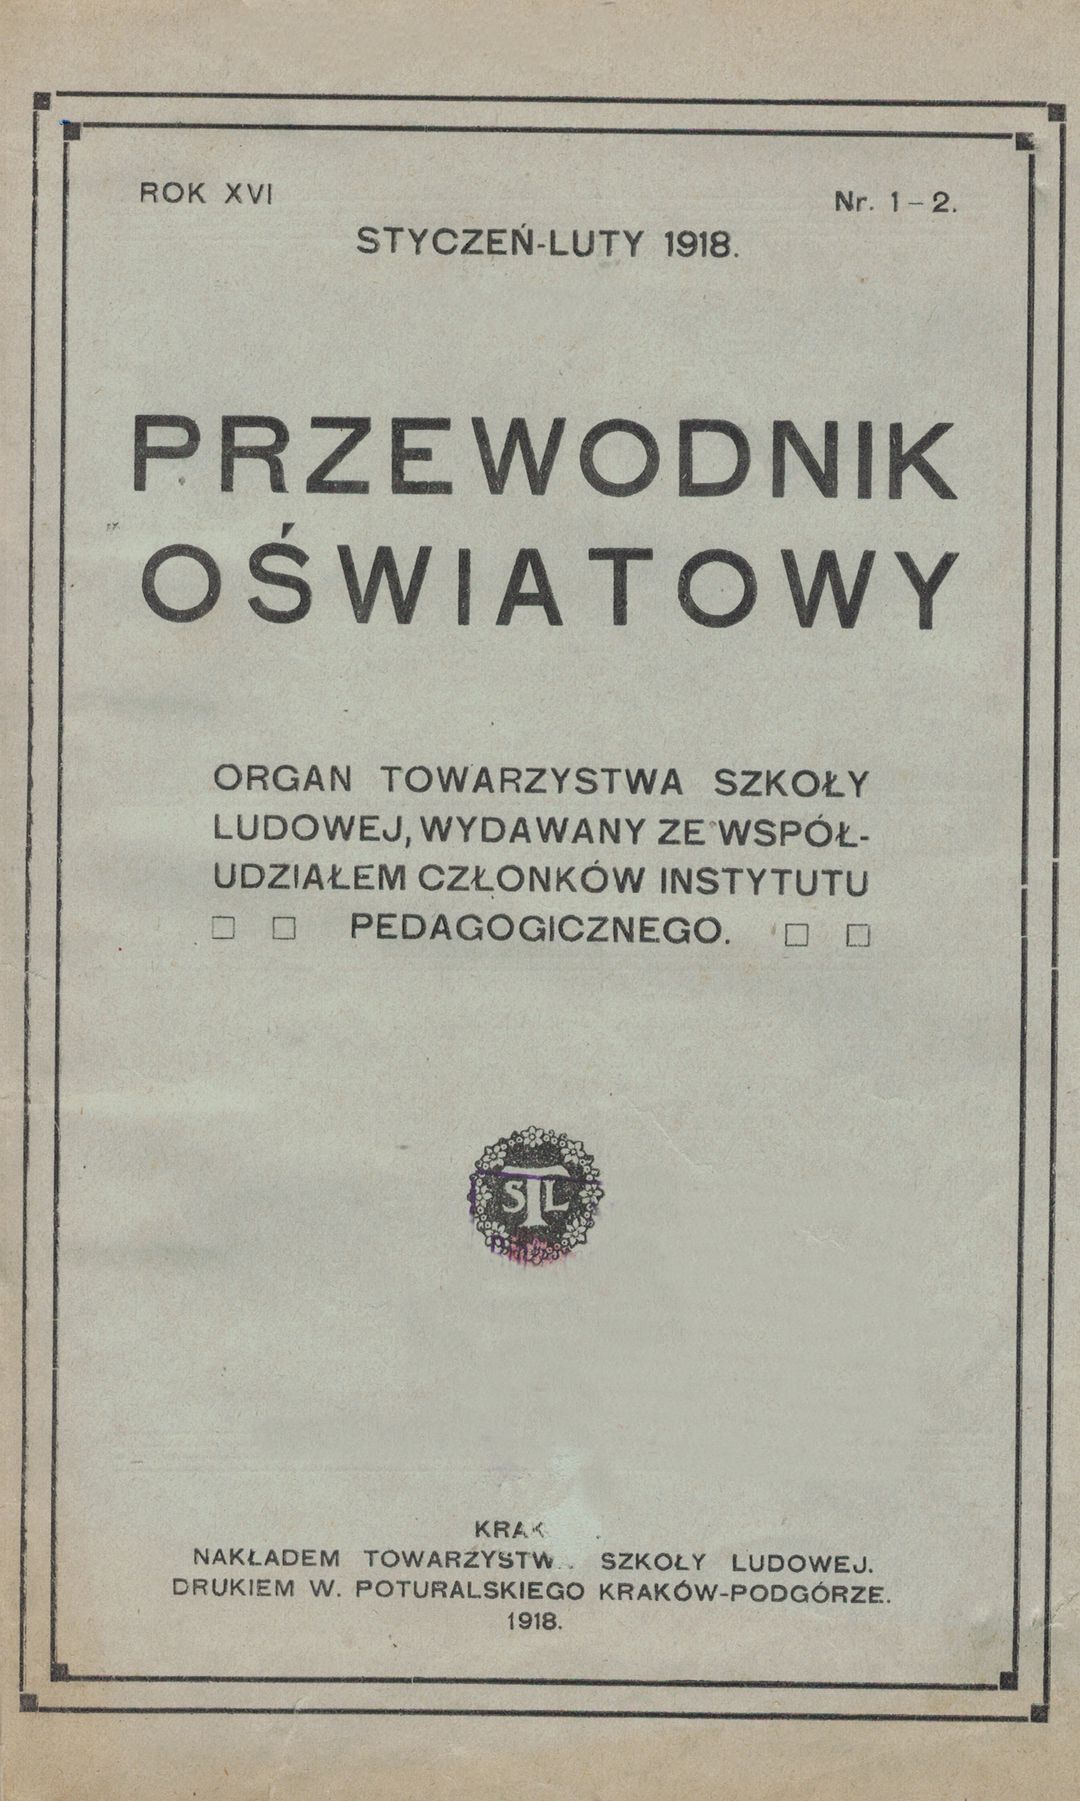 ROK XVI
Nr. 1-2.
STYCZEŃ-LUTY 1918.
PRZEWODNIK
OŚWIATOWY
ORGAN TOWARZYSTWA SZKOŁY
LUDOWEJ, WYDAWANY ZE WSPÓŁ-
UDZIAŁEM CZŁONKÓW INSTYTUTU
PEDAGOGICZNEGO.
TSL
KRAK
NAKŁADEM TOWARZYSTW SZKOŁY LUDOWEJ.
DRUKIEM W. POTURALSKIEGO KRAKÓW-PODGÓRZE.
1918.